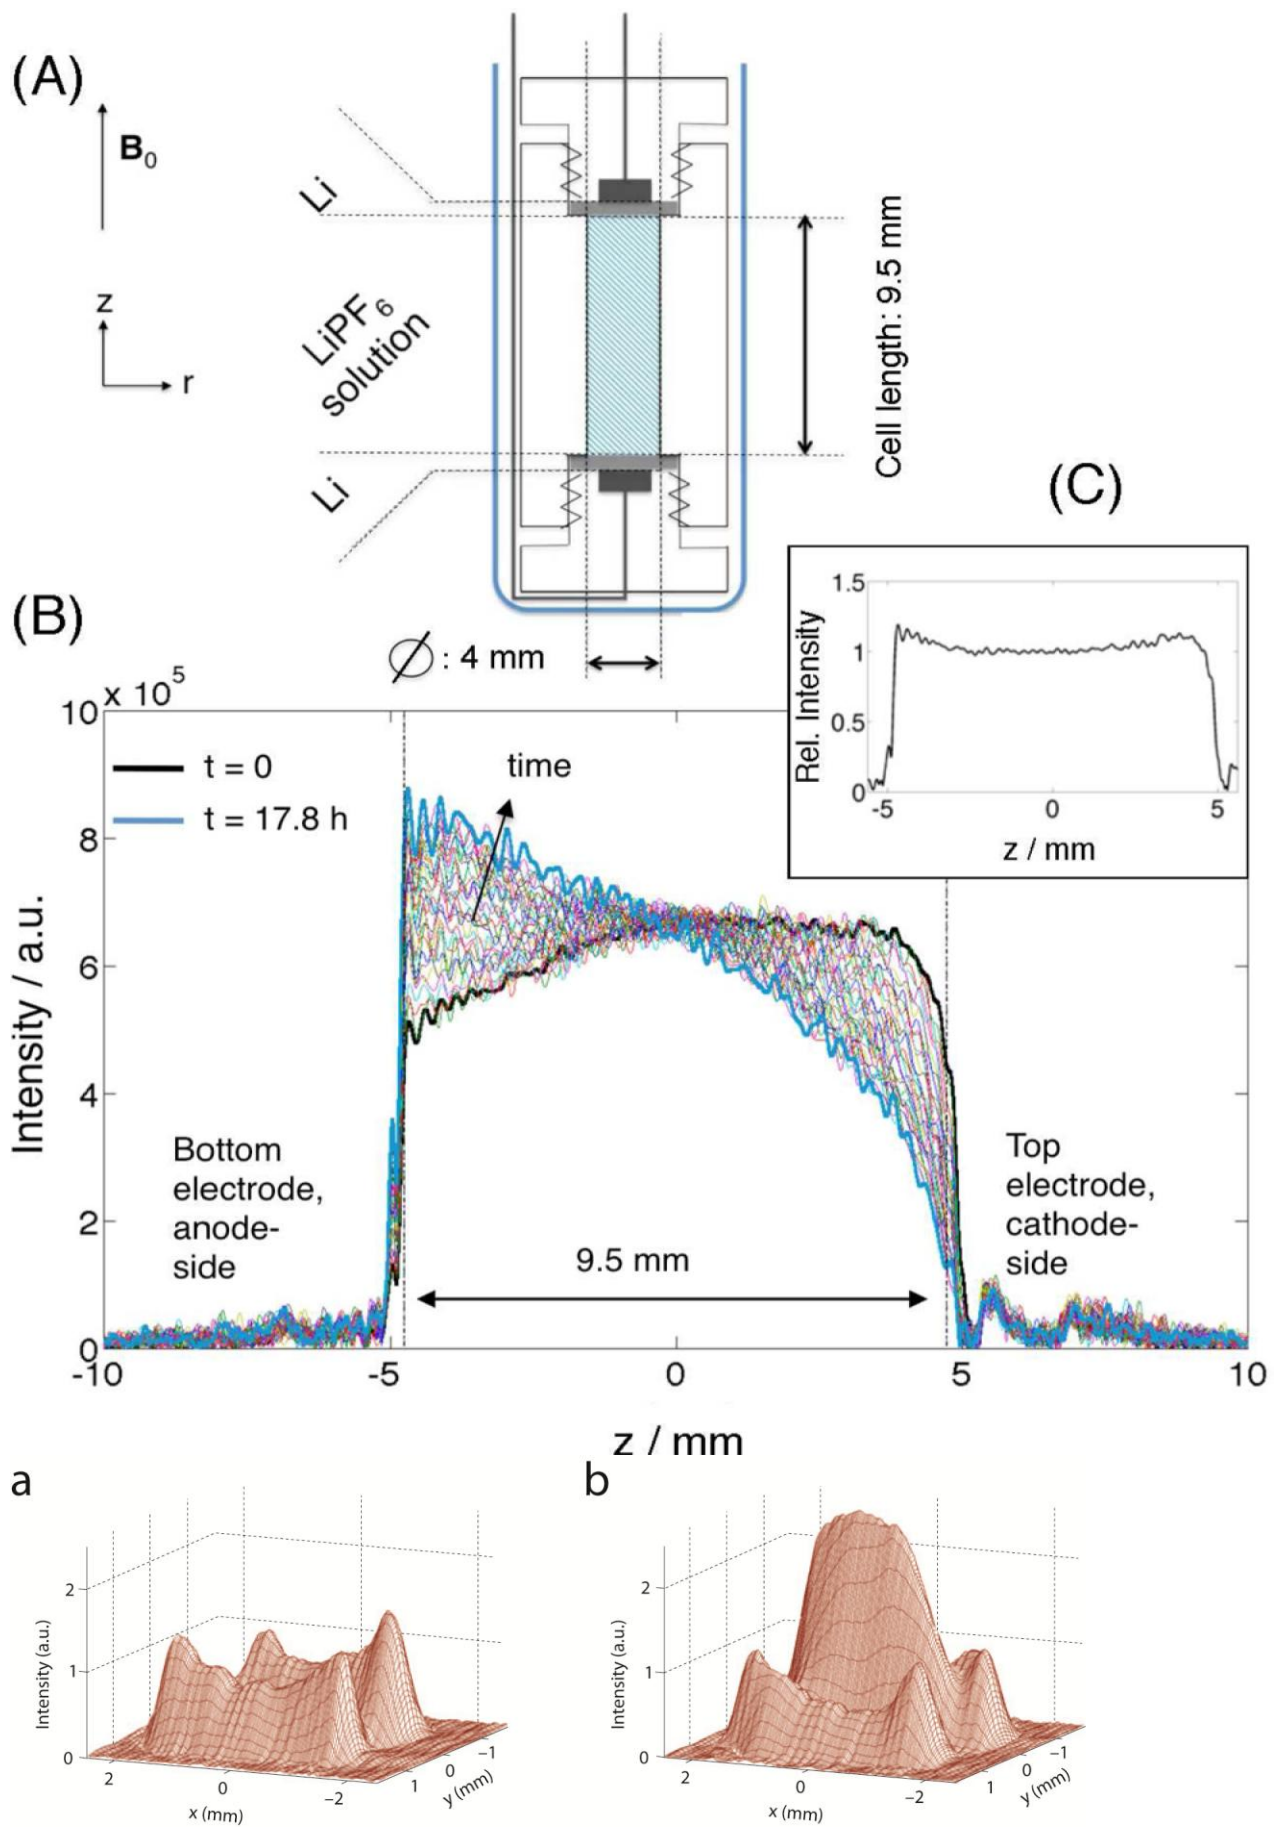 (A)
B0
Li
z
r
LiPF6
solution
Li
Cell length: 9.5 mm
∅: 4 mm
(C)
1.5
1
0.5
0
-5
0
5
Rel. Intensity
z / mm
(B)
x 10^5
10
8
6
4
2
0
Intensity / a.u.
t = 0
t = 17.8 h
time
Bottom
electrode,
anode-
side
9.5 mm
Top
electrode,
cathode-
side
-10
-5
0
5
10
z / mm
a
2
1
0
Intensity (a.u.)
2
0
−2
x (mm)
1
0
−1
y (mm)
b
2
1
0
Intensity (a.u.)
2
0
−2
x (mm)
1
0
−1
y (mm)